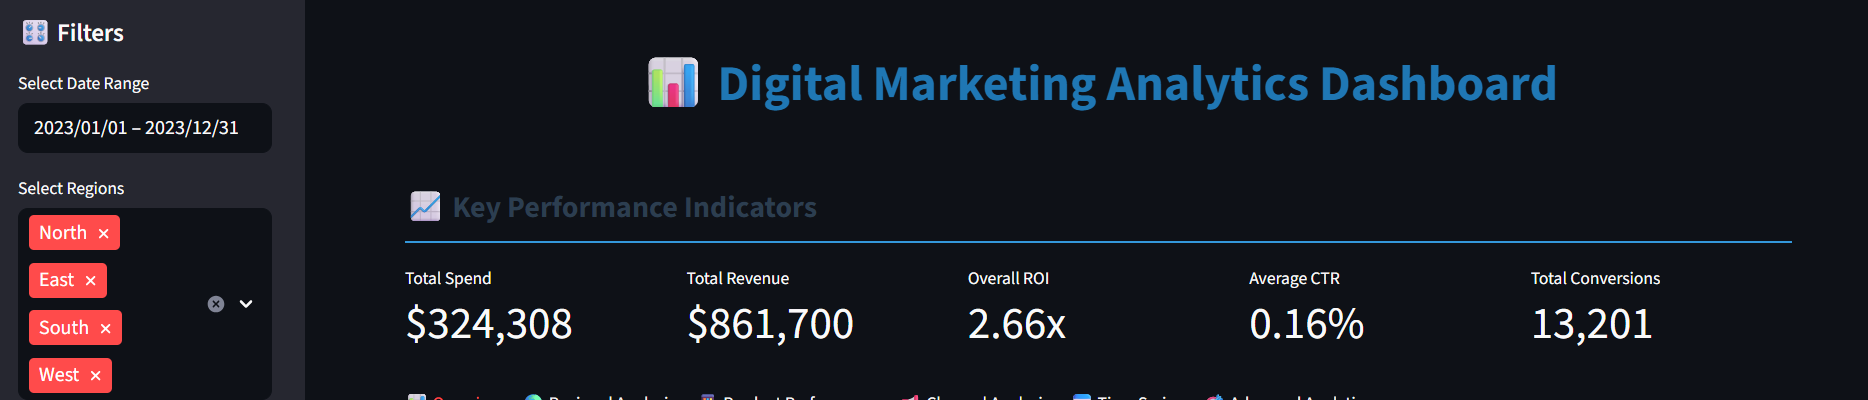 Filters
Select Date Range
2023/01/01 – 2023/12/31
Select Regions
North ×
East ×
South ×
West ×
Digital Marketing Analytics Dashboard
Key Performance Indicators
Total Spend Total Revenue Overall ROI Average CTR Total Conversions
$324,308 $861,700 2.66x 0.16% 13,201